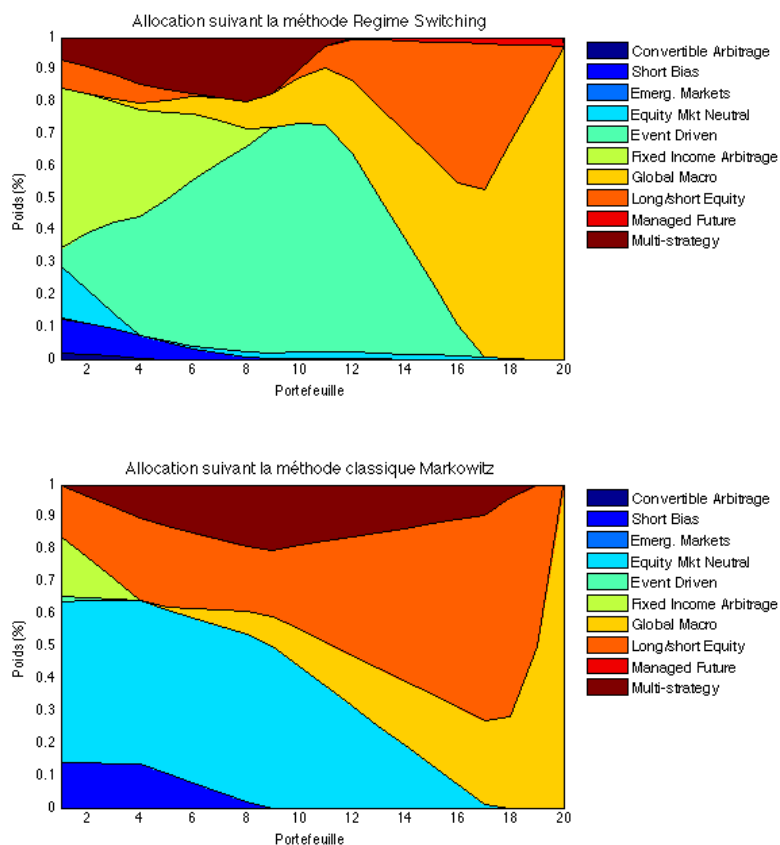 Allocation suivant la méthode Regime Switching
1
0.9
0.8
0.7
0.6
0.5
0.4
0.3
0.2
0.1
0
Poids (%)
2 4 6 8 10 12 14 16 18 20
Portefeuille
Convertible Arbitrage
Short Bias
Emerg. Markets
Equity Mkt Neutral
Event Driven
Fixed Income Arbitrage
Global Macro
Long/short Equity
Managed Future
Multi-strategy
Allocation suivant la méthode classique Markowitz
1
0.9
0.8
0.7
0.6
0.5
0.4
0.3
0.2
0.1
0
Poids (%)
2 4 6 8 10 12 14 16 18 20
Portefeuille
Convertible Arbitrage
Short Bias
Emerg. Markets
Equity Mkt Neutral
Event Driven
Fixed Income Arbitrage
Global Macro
Long/short Equity
Managed Future
Multi-strategy